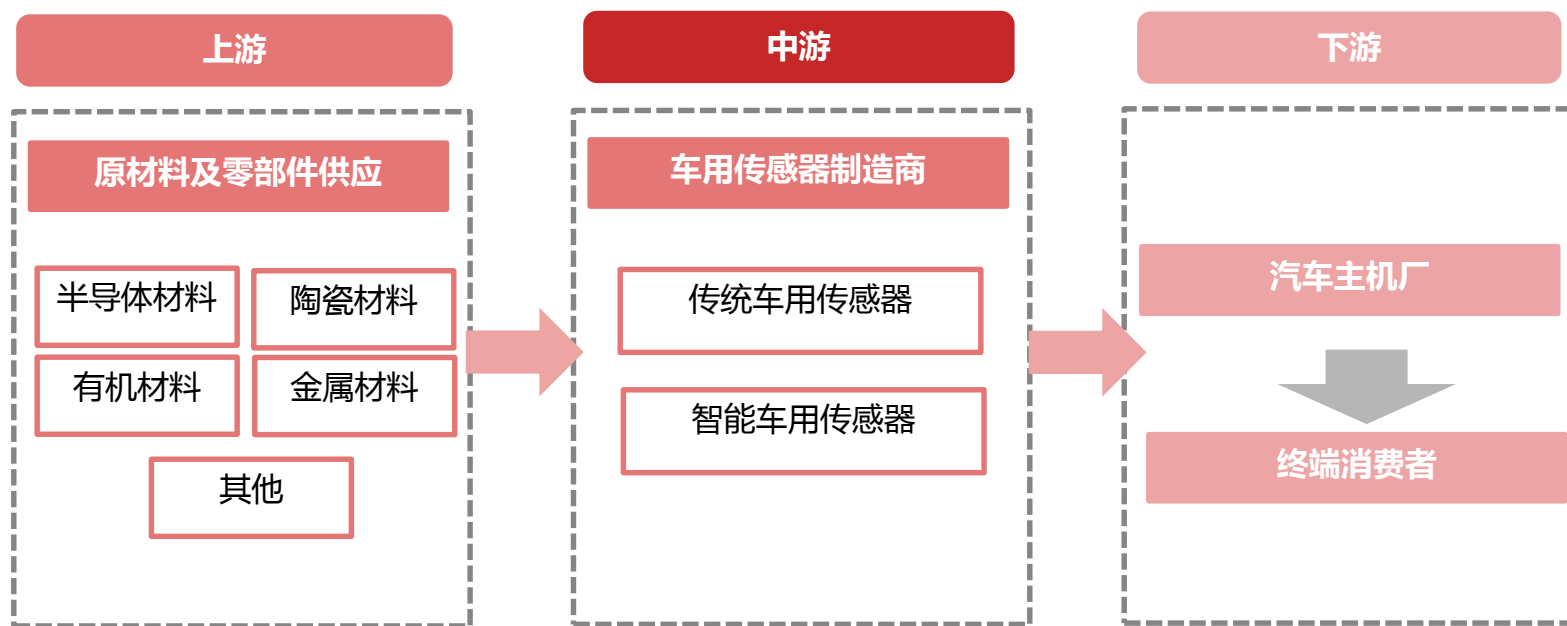 上游
中游
下游
原材料及零部件供应
半导体材料
陶瓷材料
有机材料
金属材料
其他
车用传感器制造商
传统车用传感器
智能车用传感器
汽车主机厂
终端消费者